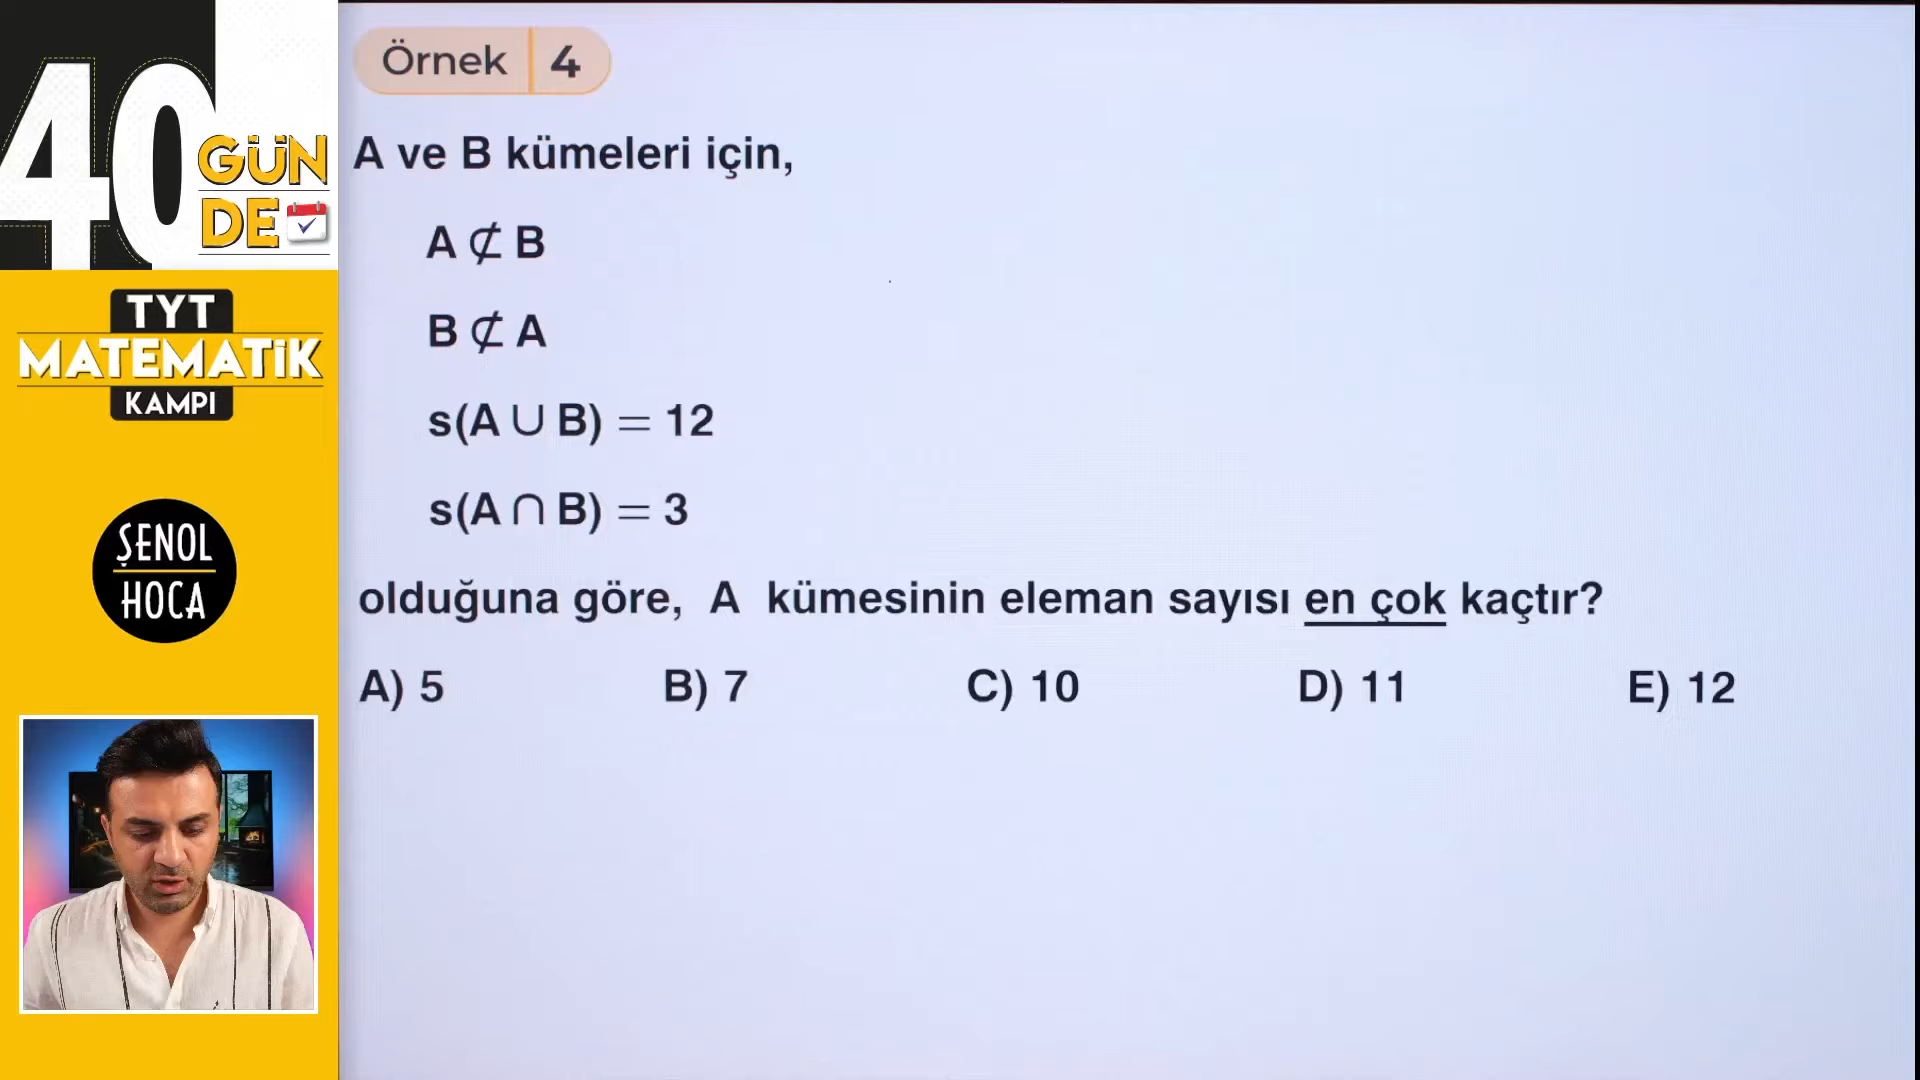 40
GÜN
DE
TYT
MATEMATİK
KAMPI
ŞENOL
HOCA
Örnek 4
A ve B kümeleri için,
A ⊄ B
B ⊄ A
s(A ∪ B) = 12
s(A ∩ B) = 3
olduğuna göre, A kümesinin eleman sayısı en çok kaçtır?
A) 5 B) 7 C) 10 D) 11 E) 12